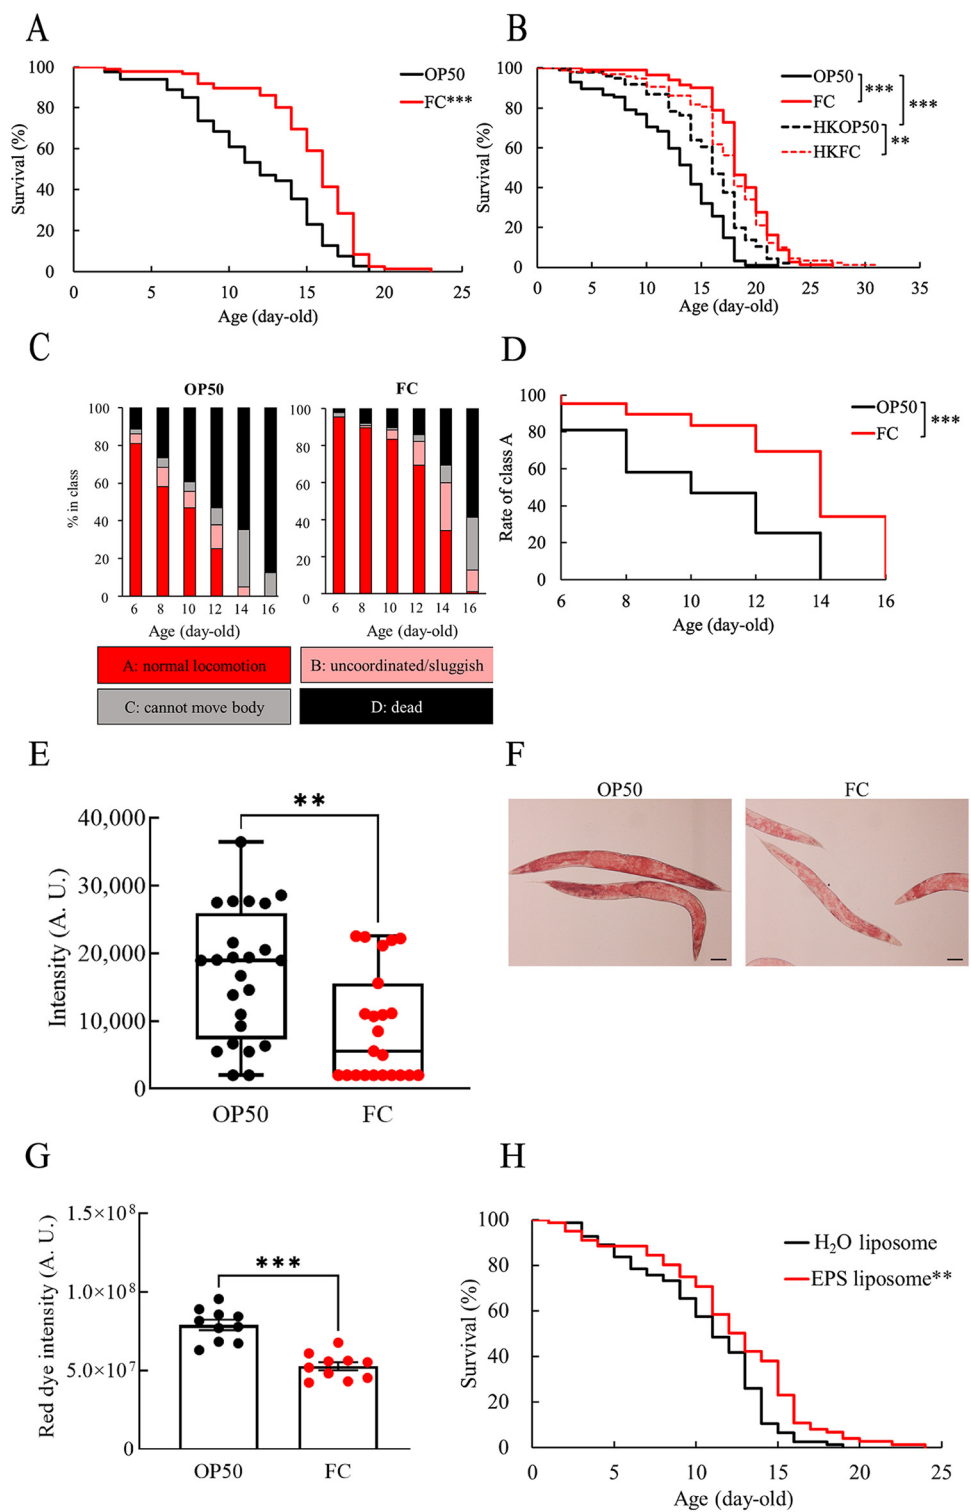 A
100
80
60
40
20
0
Survival (%)
0 5 10 15 20 25
Age (day-old)
OP50
FC***
B
100
80
60
40
20
0
Survival (%)
0 5 10 15 20 25 30 35
Age (day-old)
OP50
FC
HKOP50
HKFC
***
***
**
C
OP50
FC
100
80
60
40
20
0
% in class
6 8 10 12 14 16
Age (day-old)
100
80
60
40
20
0
6 8 10 12 14 16
Age (day-old)
A: normal locomotion
B: uncoordinated/sluggish
C: cannot move body
D: dead
D
100
80
60
40
20
0
Rate of class A
6 8 10 12 14 16
Age (day-old)
OP50
FC
***
E
**
40,000
30,000
20,000
10,000
0
Intensity (A. U.)
OP50 FC
F
OP50
FC
G
1.5×10⁸
1.0×10⁸
5.0×10⁷
0
Red dye intensity (A. U.)
***
OP50 FC
H
100
80
60
40
20
0
Survival (%)
0 5 10 15 20 25
Age (day-old)
H₂O liposome
EPS liposome**